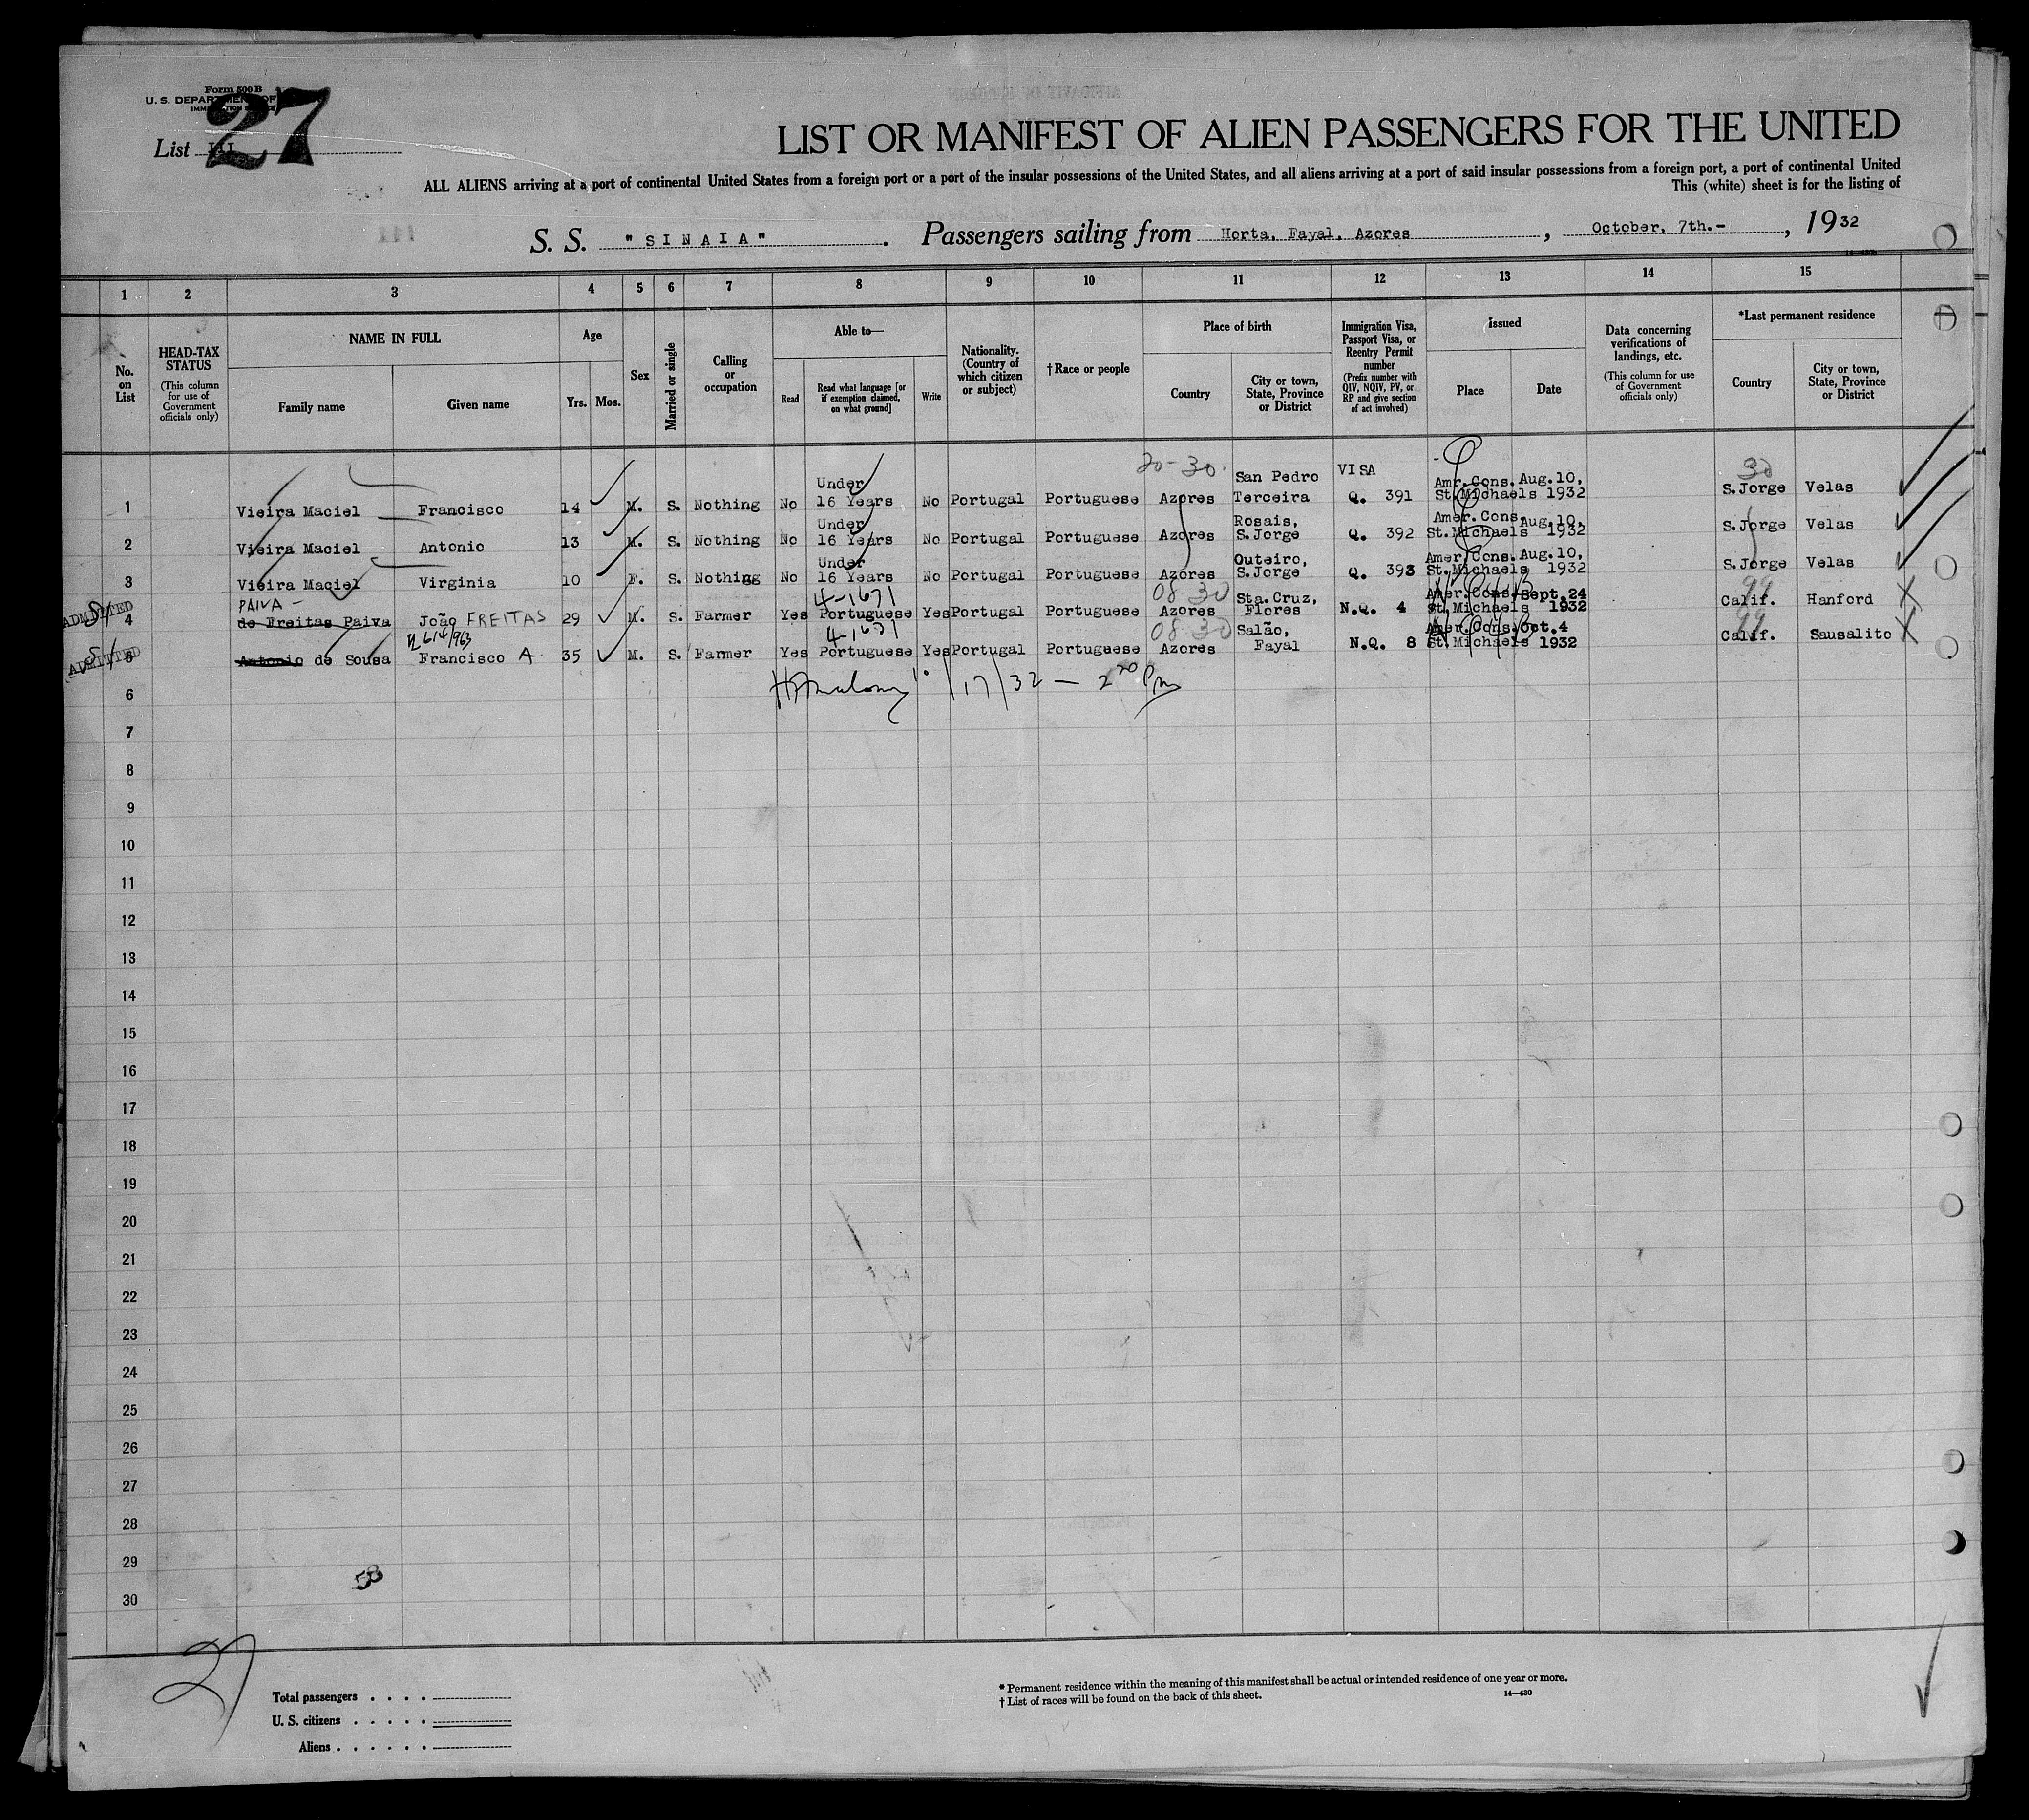 Form 500 B
U. S. DEPARTMENT OF
27
List III
LIST OR MANIFEST OF ALIEN PASSENGERS FOR THE UNITED
ALL ALIENS arriving at a port of continental United States from a foreign port or a port of the insular possessions of the United States, and all aliens arriving at a port of said insular possessions from a foreign port, a port of continental United
This (white) sheet is for the listing of
S. S. "SINAIA". Passengers sailing from Horta, Fayal, Azores, October, 7th.-, 1932
1 2 3 4 5 6 7 8 9 10 11 12 13 14 15
No. on List
HEAD-TAX STATUS (This column for use of Government officials only)
NAME IN FULL
Family name Given name
Age
Yrs. Mos.
Sex
Married or single
Calling or occupation
Able to—
Read Read what language [or if exemption claimed, on what ground] Write
Nationality. (Country of which citizen or subject)
†Race or people
Place of birth
Country City or town, State, Province or District
Immigration Visa, Passport Visa, or Reentry Permit number (Prefix number with QIV, NQIV, PV, or RP and give section of act involved)
Issued
Place Date
Data concerning verifications of landings, etc. (This column for use of Government officials only)
*Last permanent residence
Country City or town, State, Province or District
20-30 VISA 30
1 Vieira Maciel Francisco 14 M. S. Nothing No Under 16 Years No Portugal Portuguese Azores San Pedro Terceira Q. 391 Amr. Cons. St.Michaels Aug.10, 1932 S.Jorge Velas
2 Vieira Maciel Antonio 13 M. S. Nothing No Under 16 Years No Portugal Portuguese Azores Rosais, S.Jorge Q. 392 Amer. Cons. St.Michaels Aug.10, 1932 S.Jorge Velas
3 Vieira Maciel Virginia 10 F. S. Nothing No Under 16 Years No Portugal Portuguese Azores Outeiro, S.Jorge Q. 393 Amer. Cons. St.Michaels Aug.10, 1932 S.Jorge Velas
PAIVA - 4-1631 08 30 99
ADMITTED 4 de Freitas Paiva João FREITAS 29 M. S. Farmer Yes Portuguese Yes Portugal Portuguese Azores Sta.Cruz, Flores N.Q. 4 Amer. Cons. St.Michaels Sept.24 1932 Calif. Hanford
4-1631 08 30 99
ADMITTED 5 Antonio de Sousa Francisco A 35 M. S. Farmer Yes Portuguese Yes Portugal Portuguese Azores Salão, Fayal N.Q. 8 Amer. Cons. St.Michaels Oct.4 1932 Calif. Sausalito
6 10/17/32 — 2 20 Pm
7
8
9
10
11
12
13
14
15
16
17
18
19
20
21
22
23
24
25
26
27
28
29
58
30
27
Total passengers
U. S. citizens
Aliens
* Permanent residence within the meaning of this manifest shall be actual or intended residence of one year or more.
† List of races will be found on the back of this sheet. 14—430